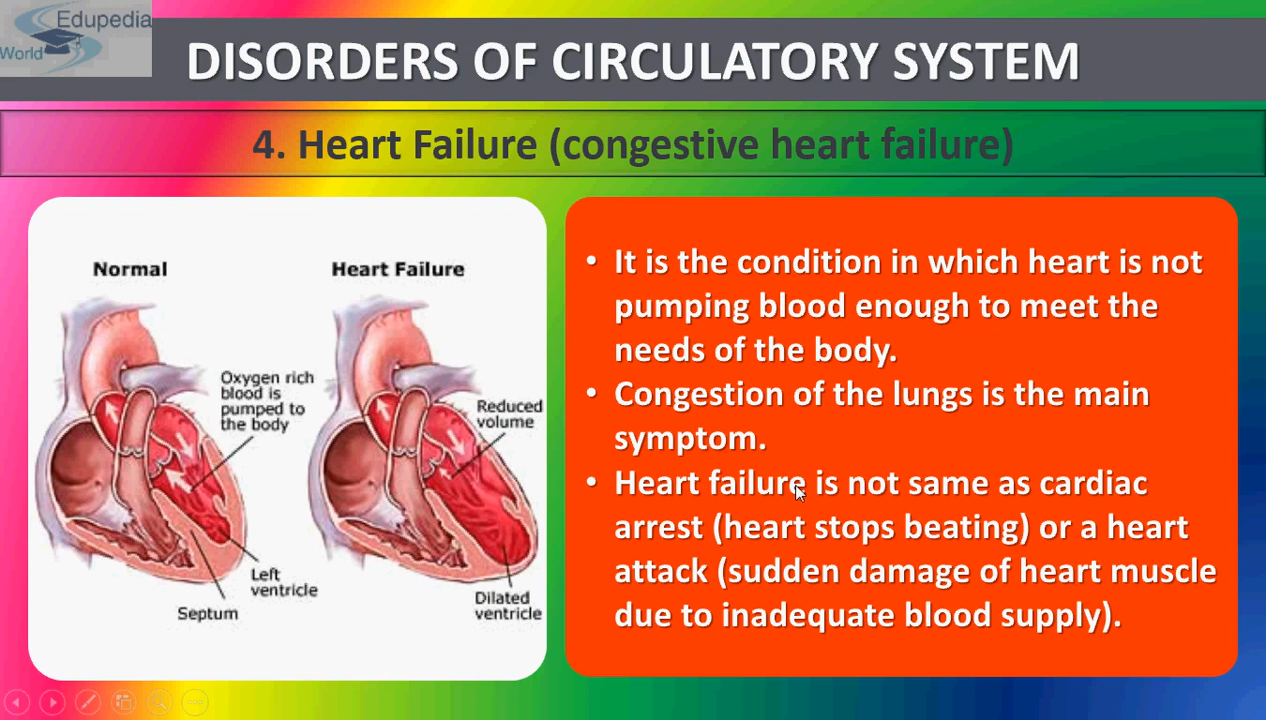 Edupedia
World
DISORDERS OF CIRCULATORY SYSTEM
4. Heart Failure (congestive heart failure)
Normal
Heart Failure
Oxygen rich
blood is
pumped to
the body
Reduced
volume
Left
ventricle
Septum
Dilated
ventricle
• It is the condition in which heart is not
pumping blood enough to meet the
needs of the body.
• Congestion of the lungs is the main
symptom.
• Heart failure is not same as cardiac
arrest (heart stops beating) or a heart
attack (sudden damage of heart muscle
due to inadequate blood supply).